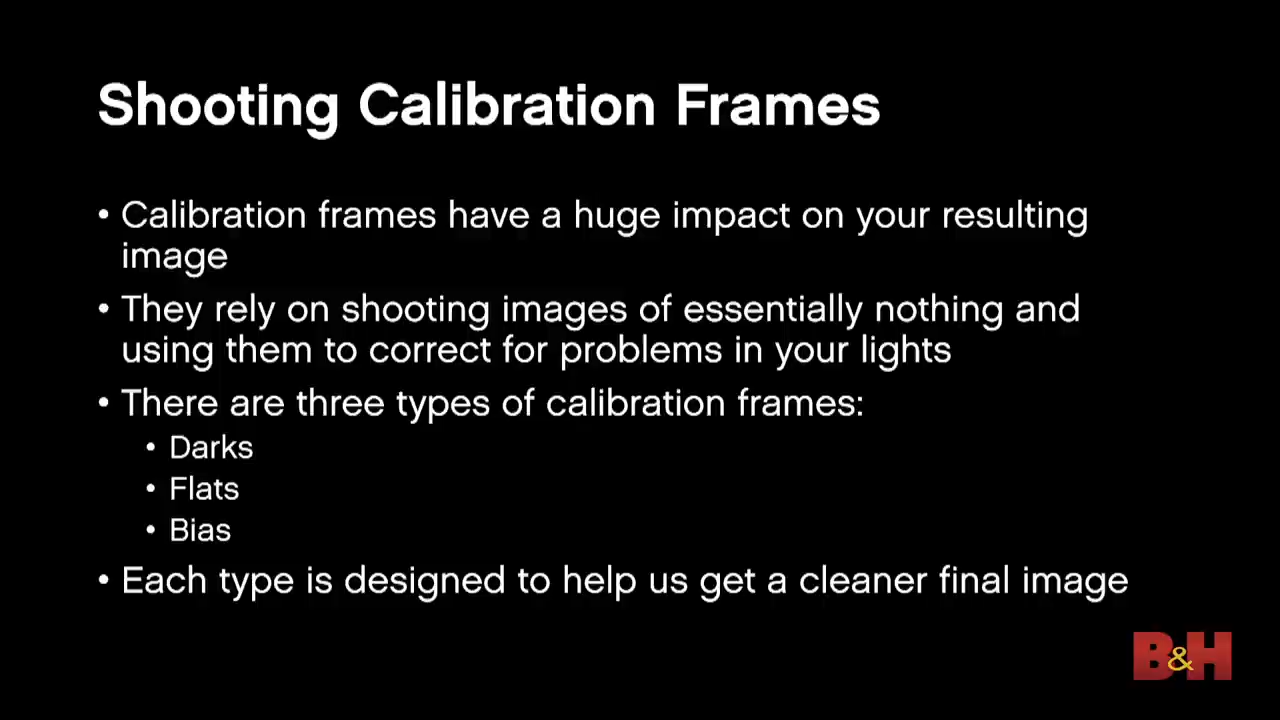 Shooting Calibration Frames
• Calibration frames have a huge impact on your resulting
image
• They rely on shooting images of essentially nothing and
using them to correct for problems in your lights
• There are three types of calibration frames:
• Darks
• Flats
• Bias
• Each type is designed to help us get a cleaner final image
B&H